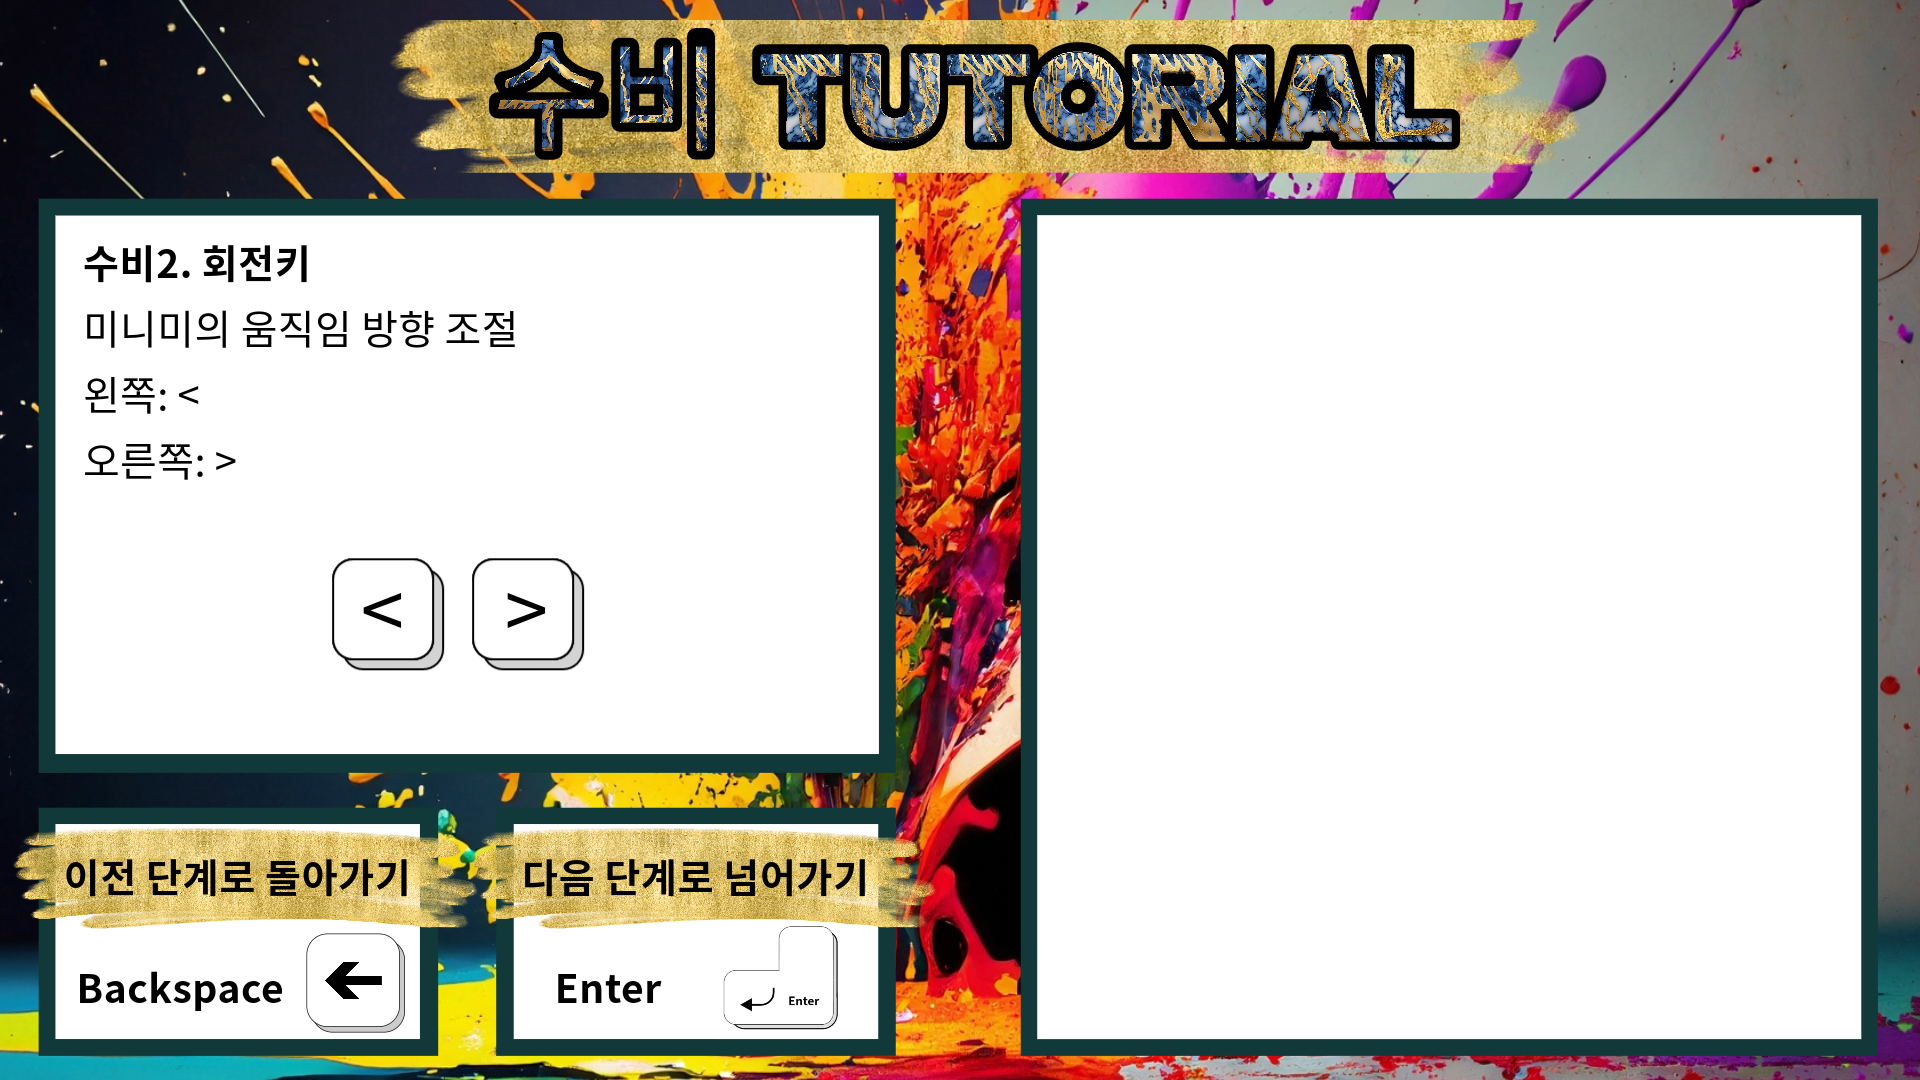 수비 TUTORIAL
수비2. 회전키
미니미의 움직임 방향 조절
왼쪽: <
오른쪽: >
< >
이전 단계로 돌아가기
Backspace
다음 단계로 넘어가기
Enter
Enter